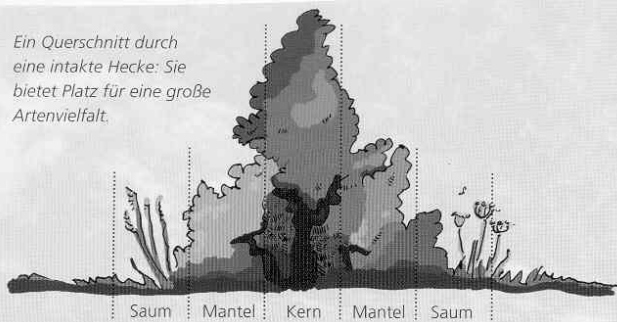 Ein Querschnitt durch
eine intakte Hecke: Sie
bietet Platz für eine große
Artenvielfalt.
Saum Mantel Kern Mantel Saum